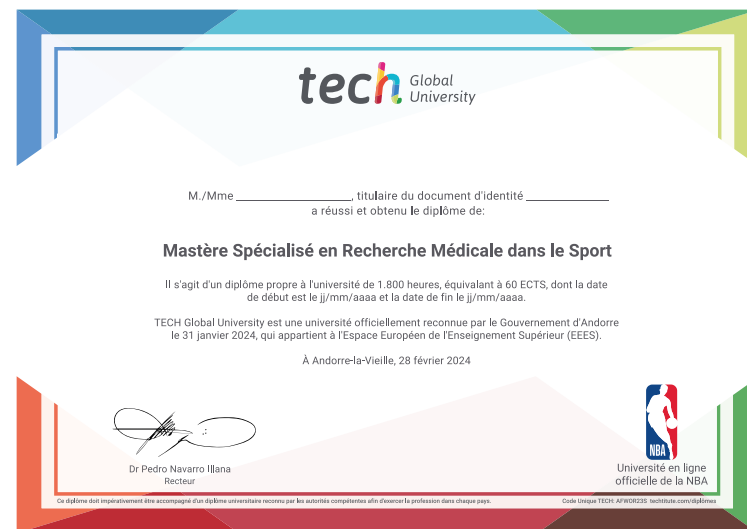 tech Global University
M./Mme ____________________, titulaire du document d'identité ______________
a réussi et obtenu le diplôme de:
Mastère Spécialisé en Recherche Médicale dans le Sport
Il s'agit d'un diplôme propre à l'université de 1.800 heures, équivalant à 60 ECTS, dont la date
de début est le jj/mm/aaaa et la date de fin le jj/mm/aaaa.
TECH Global University est une université officiellement reconnue par le Gouvernement d'Andorre
le 31 janvier 2024, qui appartient à l'Espace Européen de l'Enseignement Supérieur (EEES).
À Andorre-la-Vieille, 28 février 2024
Dr Pedro Navarro Illana
Recteur
NBA
Université en ligne
officielle de la NBA
Ce diplôme doit impérativement être accompagné d'un diplôme universitaire reconnu par les autorités compétentes afin d'exercer la profession dans chaque pays.
Code Unique TECH: AFWOR23S techtitute.com/diplômes